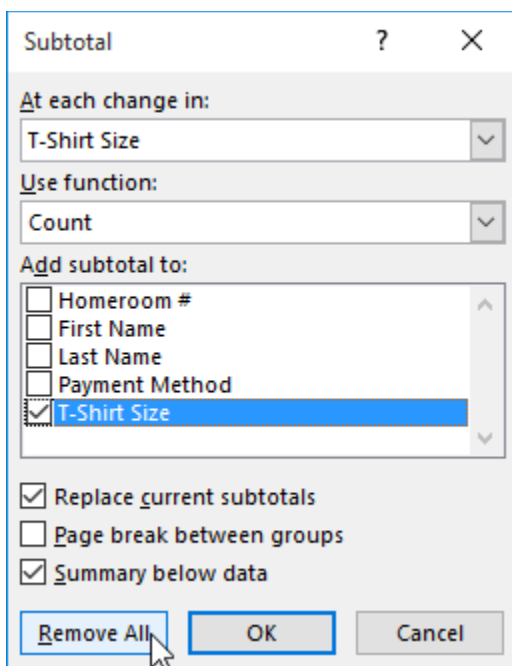 Subtotal ?
At each change in:
T-Shirt Size
Use function:
Count
Add subtotal to:
Homeroom #
First Name
Last Name
Payment Method
T-Shirt Size
Replace current subtotals
Page break between groups
Summary below data
Remove All OK Cancel